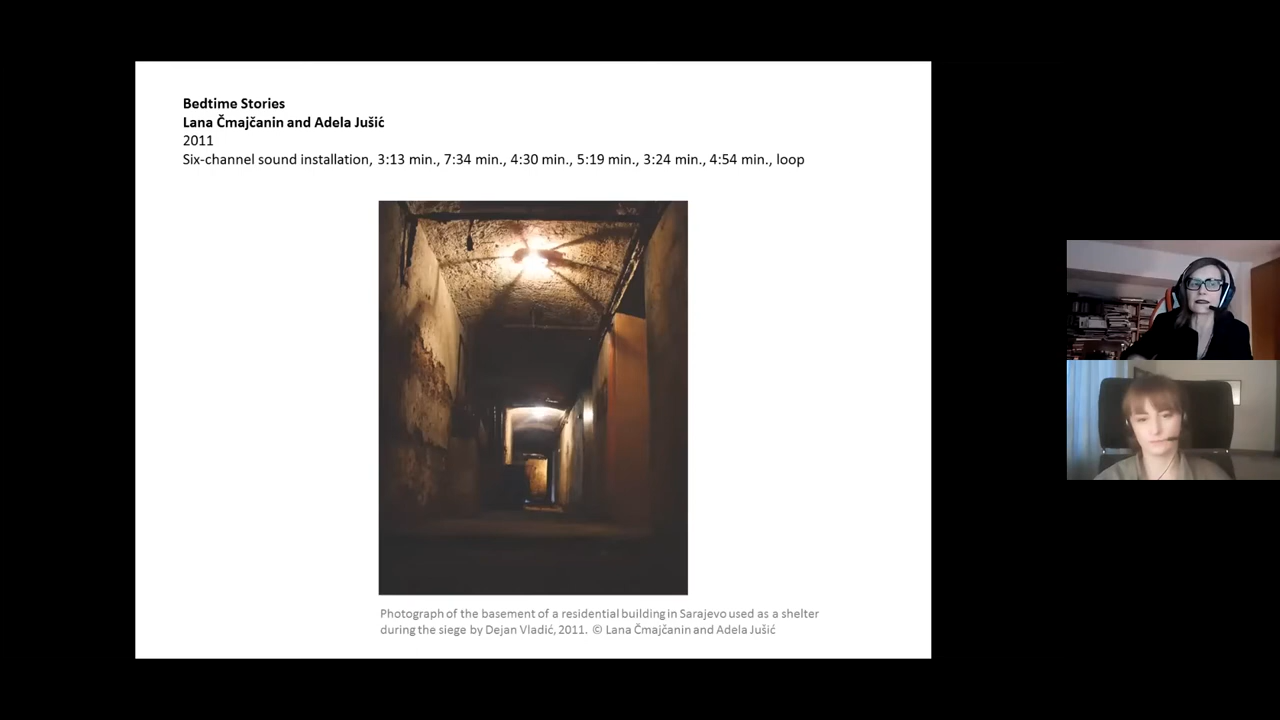 Bedtime Stories
Lana Čmajčanin and Adela Jušić
2011
Six-channel sound installation, 3:13 min., 7:34 min., 4:30 min., 5:19 min., 3:24 min., 4:54 min., loop
Photograph of the basement of a residential building in Sarajevo used as a shelter
during the siege by Dejan Vladić, 2011. © Lana Čmajčanin and Adela Jušić